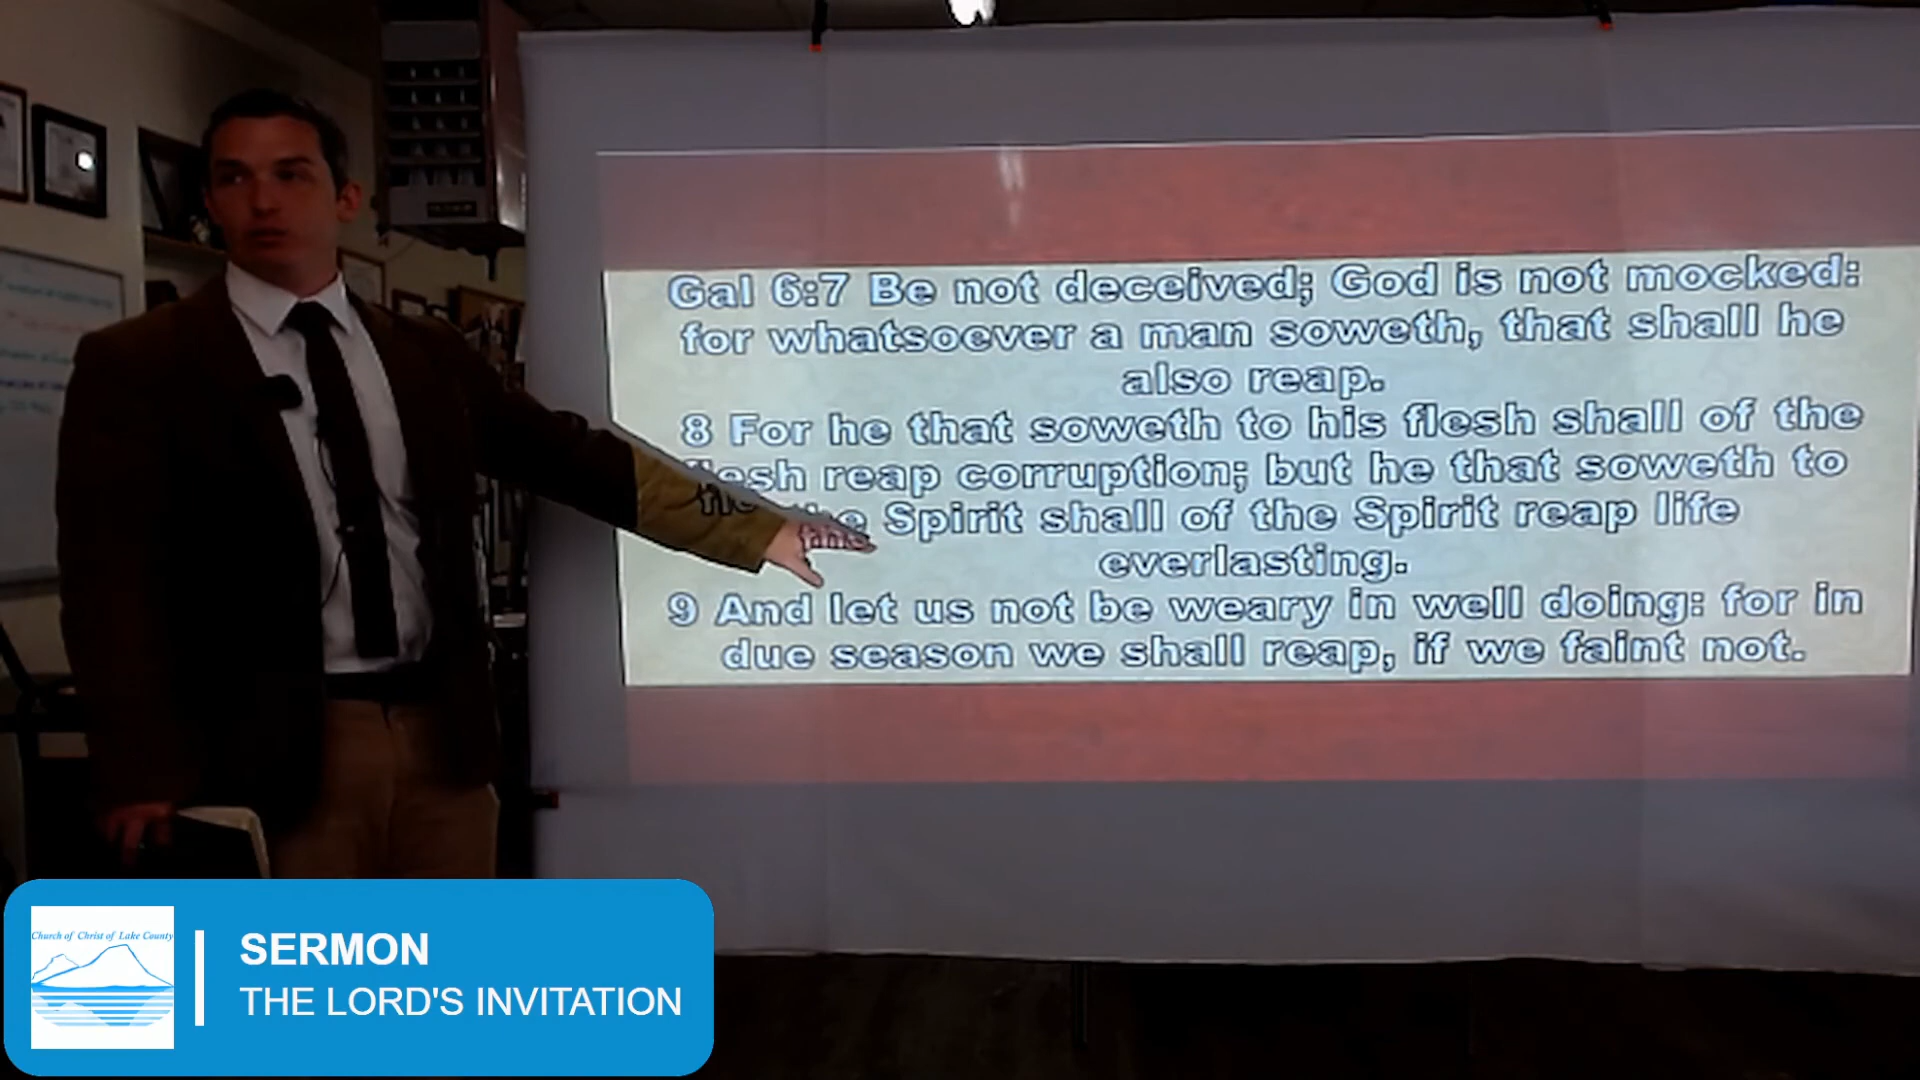 Gal 6:7 Be not deceived; God is not mocked:
for whatsoever a man soweth, that shall he
also reap.
8 For he that soweth to his flesh shall of the
flesh reap corruption; but he that soweth to
the Spirit shall of the Spirit reap life
everlasting.
9 And let us not be weary in well doing: for in
due season we shall reap, if we faint not.
Church of Christ of Lake County
SERMON
THE LORD'S INVITATION